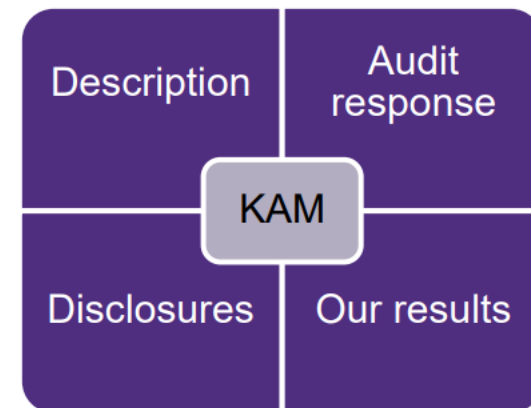 Description
Audit
response
KAM
Disclosures
Our results